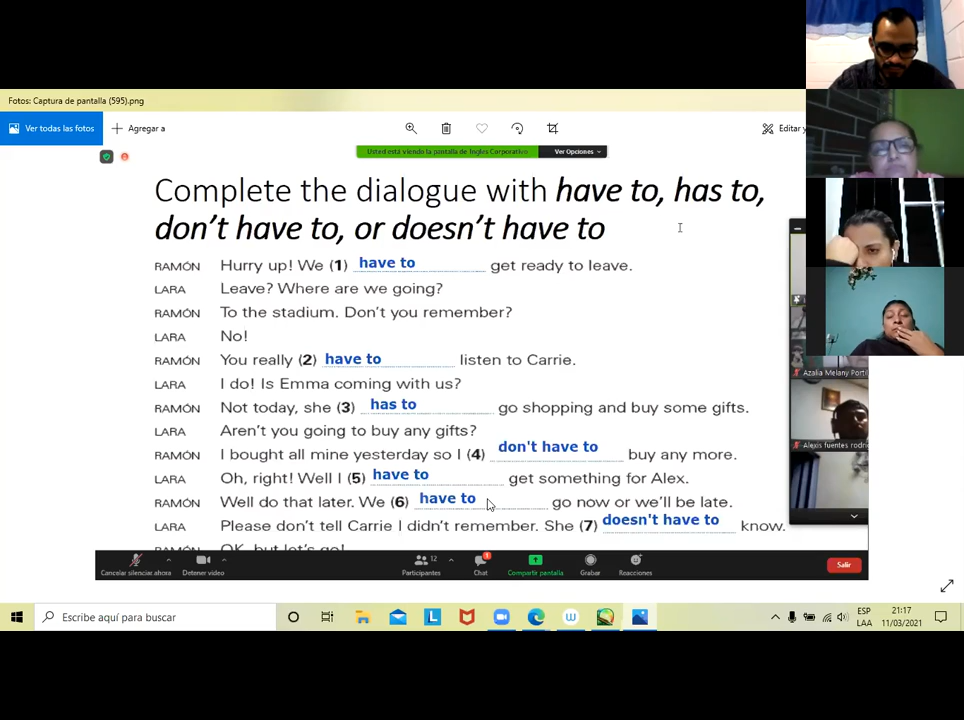 Fotos: Captura de pantalla (595).png
Ver todas las fotos
Agregar a
Editar y
Usted está viendo la pantalla de Ingles Corporativo
Ver Opciones
Complete the dialogue with have to, has to,
don't have to, or doesn't have to
RAMÓN Hurry up! We (1) have to get ready to leave.
LARA Leave? Where are we going?
RAMÓN To the stadium. Don't you remember?
LARA No!
RAMÓN You really (2) have to listen to Carrie.
LARA I do! Is Emma coming with us?
RAMÓN Not today, she (3) has to go shopping and buy some gifts.
LARA Aren't you going to buy any gifts?
RAMÓN I bought all mine yesterday so I (4) don't have to buy any more.
LARA Oh, right! Well I (5) have to get something for Alex.
RAMÓN Well do that later. We (6) have to go now or we'll be late.
LARA Please don't tell Carrie I didn't remember. She (7) doesn't have to know.
RAMÓN OK, but let's go!
Azalia Melany Porti
Alexis fuentes rodri
Cancelar silenciar ahora
Detener video
12
Participantes
1
Chat
Compartir pantalla
Grabar
Reacciones
Salir
Escribe aquí para buscar
ESP
LAA
21:17
11/03/2021